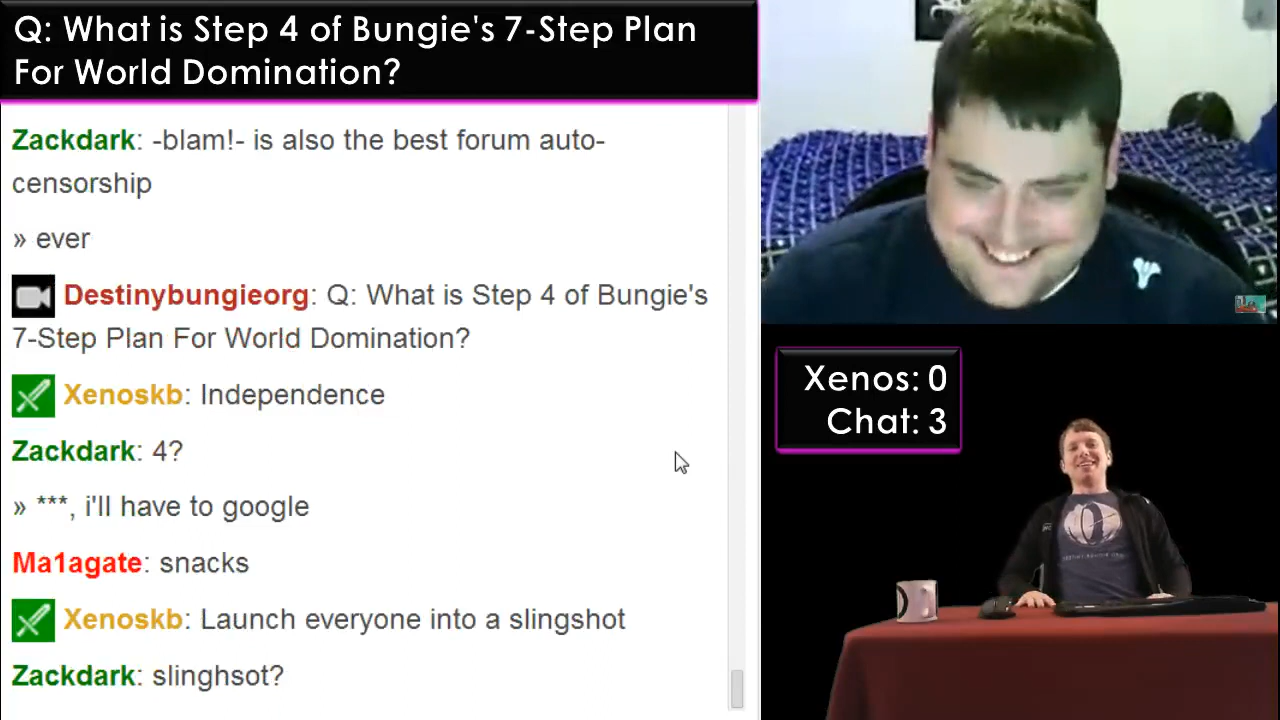 Q: What is Step 4 of Bungie's 7-Step Plan
For World Domination?
Zackdark: -blam!- is also the best forum auto-
censorship
» ever
Destinybungieorg: Q: What is Step 4 of Bungie's
7-Step Plan For World Domination?
Xenoskb: Independence
Zackdark: 4?
» ***, i'll have to google
Ma1agate: snacks
Xenoskb: Launch everyone into a slingshot
Zackdark: slinghsot?
Xenos: 0
Chat: 3